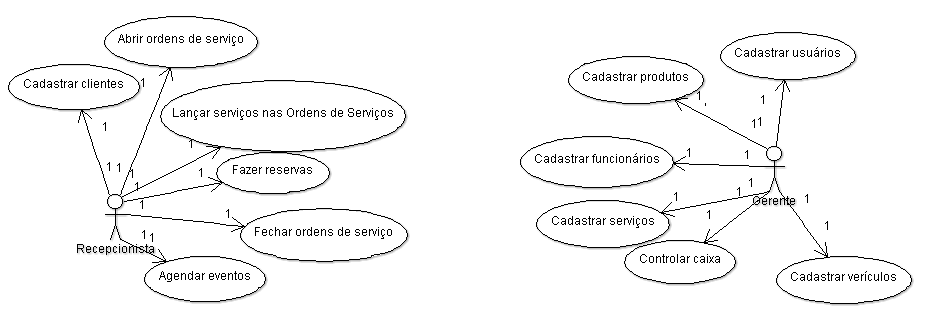 Abrir ordens de serviço
1
Cadastrar clientes
1
Lançar serviços nas Ordens de Serviços
1
Fazer reservas
1
1 1 1
1
1
1
Fechar ordens de serviço
1 1
Recepcionista
1
Agendar eventos
Cadastrar usuários
Cadastrar produtos
1
1
1 1
Cadastrar funcionários
1
1
1 1
Gerente
1
Cadastrar serviços
1
1
Controlar caixa
1
Cadastrar verículos